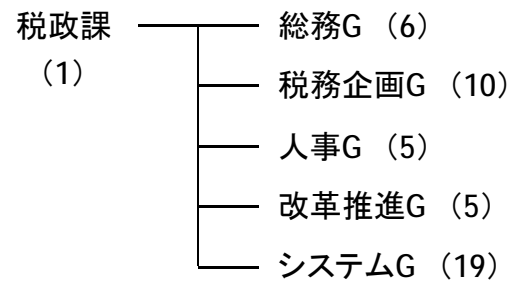 税政課
（1）
総務G （6）
税務企画G （10）
人事G （5）
改革推進G （5）
システムG （19）